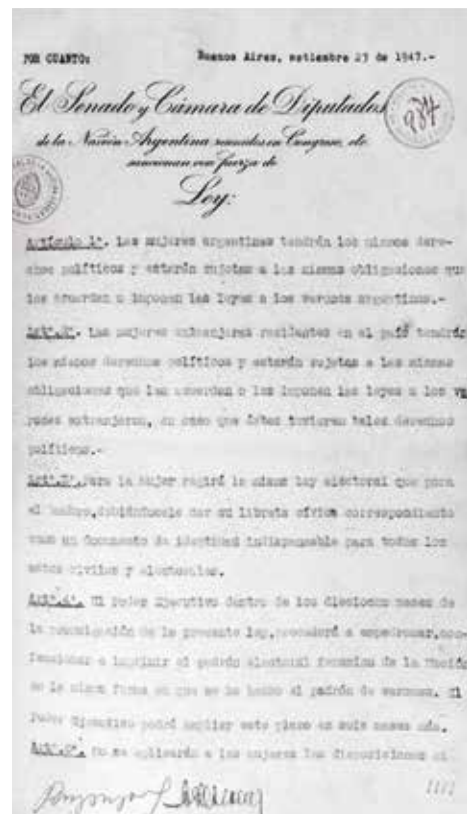 POR CUANTO:
Buenos Aires, setiembre 23 de 1947.-
El Senado y Cámara de Diputados
de la Nación Argentina reunidos en Congreso, etc
sancionan con fuerza de
Ley:
Artículo 1º. Las mujeres argentinas tendrán los mismos dere-
chos políticos y estarán sujetas a las mismas obligaciones que
les acuerdan o imponen las leyes a los varones argentinos.-
Artº.2º. Las mujeres extranjeras residentes en el país tendrán
los mismos derechos políticos y estarán sujetas a las mismas
obligaciones que les acuerdan o les imponen las leyes a los va
rones extranjeros, en caso que éstos tuvieren tales derechos
políticos.-
Artº.3º. Para la mujer regirá la misma ley electoral que para
el hombre, debiéndosele dar su libreta cívica correspondiente
como un documento de identidad indispensable para todos los
actos civiles y electorales.
Artº.4º. El Poder Ejecutivo dentro de los dieciocho meses de
la promulgación de la presente ley, procederá a empadronar, con-
feccionar e imprimir el padrón electoral femenino de la Nación
de la misma forma en que se ha hecho el padrón de varones. El
Poder Ejecutivo podrá ampliar este plazo en seis meses más.
Artº.5º. No se aplicarán a las mujeres las disposiciones ni
////